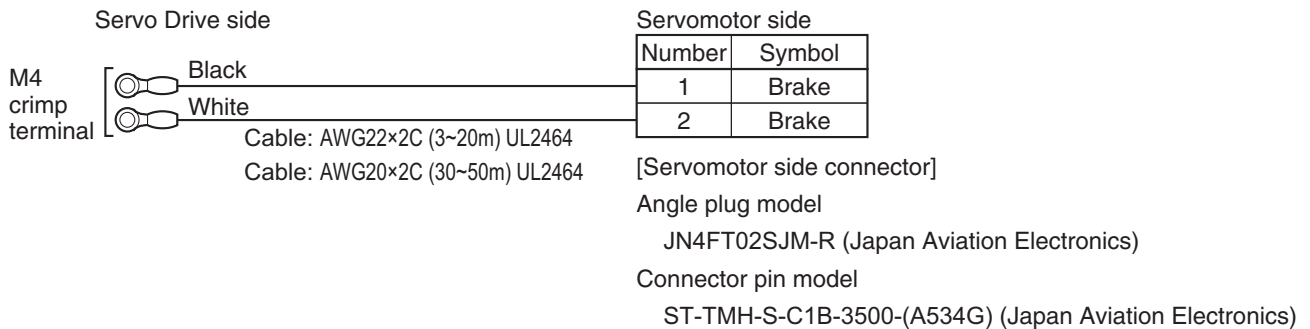 Servo Drive side
Servomotor side
M4
crimp
terminal
Black
White
Cable: AWG22×2C (3~20m) UL2464
Cable: AWG20×2C (30~50m) UL2464
Number Symbol
1 Brake
2 Brake
[Servomotor side connector]
Angle plug model
JN4FT02SJM-R (Japan Aviation Electronics)
Connector pin model
ST-TMH-S-C1B-3500-(A534G) (Japan Aviation Electronics)